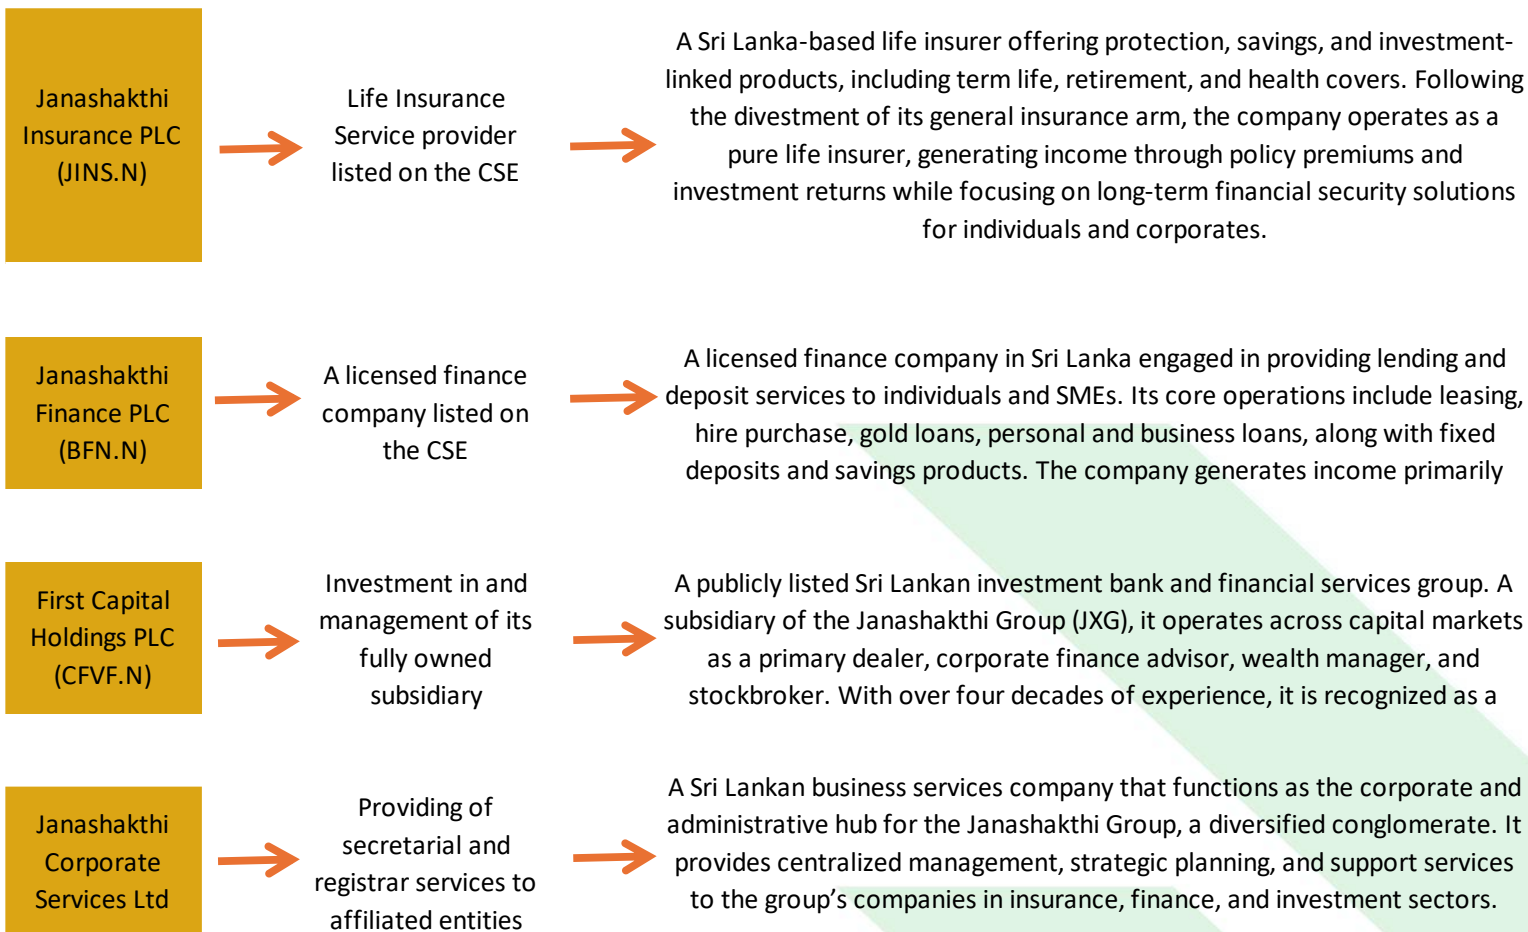 Janashakthi
Insurance PLC
(JINS.N)
Life Insurance
Service provider
listed on the CSE
A Sri Lanka-based life insurer offering protection, savings, and investment-
linked products, including term life, retirement, and health covers. Following
the divestment of its general insurance arm, the company operates as a
pure life insurer, generating income through policy premiums and
investment returns while focusing on long-term financial security solutions
for individuals and corporates.
Janashakthi
Finance PLC
(BFN.N)
A licensed finance
company listed on
the CSE
A licensed finance company in Sri Lanka engaged in providing lending and
deposit services to individuals and SMEs. Its core operations include leasing,
hire purchase, gold loans, personal and business loans, along with fixed
deposits and savings products. The company generates income primarily
First Capital
Holdings PLC
(CFVF.N)
Investment in and
management of its
fully owned
subsidiary
A publicly listed Sri Lankan investment bank and financial services group. A
subsidiary of the Janashakthi Group (JXG), it operates across capital markets
as a primary dealer, corporate finance advisor, wealth manager, and
stockbroker. With over four decades of experience, it is recognized as a
Janashakthi
Corporate
Services Ltd
Providing of
secretarial and
registrar services to
affiliated entities
A Sri Lankan business services company that functions as the corporate and
administrative hub for the Janashakthi Group, a diversified conglomerate. It
provides centralized management, strategic planning, and support services
to the group's companies in insurance, finance, and investment sectors.